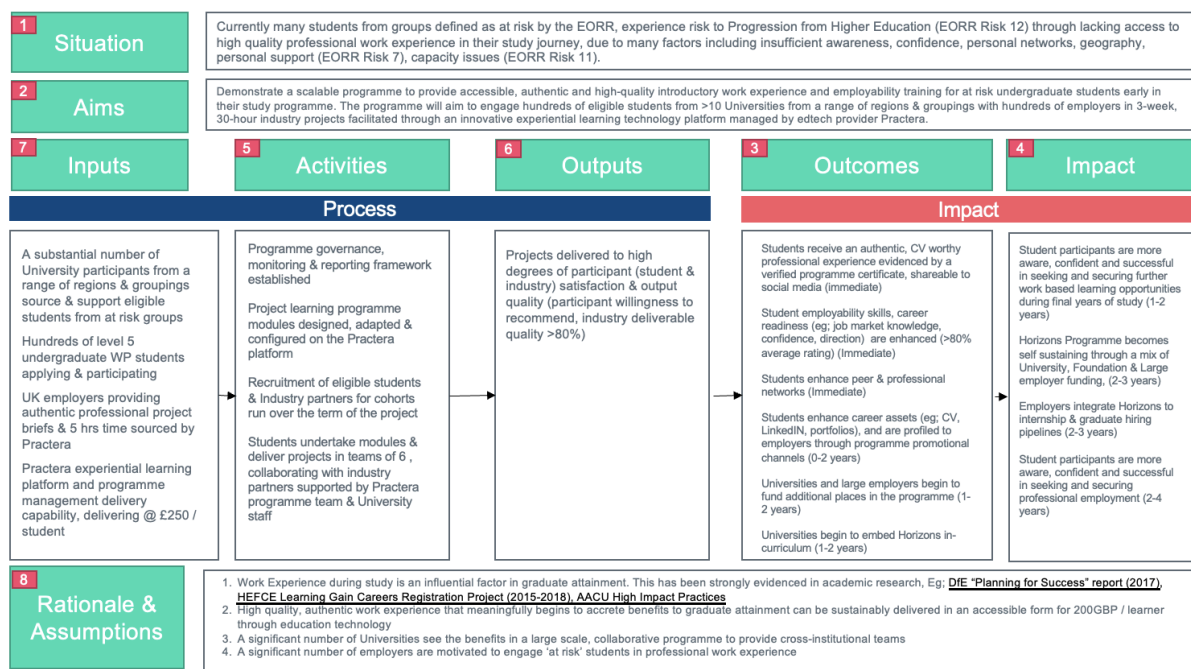 1
Situation
Currently many students from groups defined as at risk by the EORR, experience risk to Progression from Higher Education (EORR Risk 12) through lacking access to
high quality professional work experience in their study journey, due to many factors including insufficient awareness, confidence, personal networks, geography,
personal support (EORR Risk 7), capacity issues (EORR Risk 11).
2
Aims
Demonstrate a scalable programme to provide accessible, authentic and high-quality introductory work experience and employability training for at risk undergraduate students early in
their study programme. The programme will aim to engage hundreds of eligible students from >10 Universities from a range of regions & groupings with hundreds of employers in 3-week,
30-hour industry projects facilitated through an innovative experiential learning technology platform managed by edtech provider Practera.
7
Inputs
5
Activities
6
Outputs
3
Outcomes
4
Impact
Process
Impact
A substantial number of
University participants from a
range of regions & groupings
source & support eligible
students from at risk groups
Hundreds of level 5
undergraduate WP students
applying & participating
UK employers providing
authentic professional project
briefs & 5 hrs time sourced by
Practera
Practera experiential learning
platform and programme
management delivery
capability, delivering @ £250 /
student
Programme governance,
monitoring & reporting framework
established
Project learning programme
modules designed, adapted &
configured on the Practera
platform
Recruitment of eligible students
& Industry partners for cohorts
run over the term of the project
Students undertake modules &
deliver projects in teams of 6 ,
collaborating with industry
partners supported by Practera
programme team & University
staff
Projects delivered to high
degrees of participant (student &
industry) satisfaction & output
quality (participant willingness to
recommend, industry deliverable
quality >80%)
Students receive an authentic, CV worthy
professional experience evidenced by a
verified programme certificate, shareable to
social media (immediate)
Student employability skills, career
readiness (eg; job market knowledge,
confidence, direction) are enhanced (>80%
average rating) (Immediate)
Students enhance peer & professional
networks (Immediate)
Students enhance career assets (eg; CV,
LinkedIN, portfolios), and are profiled to
employers through programme promotional
channels (0-2 years)
Universities and large employers begin to
fund additional places in the programme (1-
2 years)
Universities begin to embed Horizons in-
curriculum (1-2 years)
Student participants are more
aware, confident and successful
in seeking and securing further
work based learning opportunities
during final years of study (1-2
years)
Horizons Programme becomes
self sustaining through a mix of
University, Foundation & Large
employer funding, (2-3 years)
Employers integrate Horizons to
internship & graduate hiring
pipelines (2-3 years)
Student participants are more
aware, confident and successful
in seeking and securing
professional employment (2-4
years)
8
Rationale &
Assumptions
1. Work Experience during study is an influential factor in graduate attainment. This has been strongly evidenced in academic research, Eg; DfE “Planning for Success” report (2017),
HEFCE Learning Gain Careers Registration Project (2015-2018), AACU High Impact Practices
2. High quality, authentic work experience that meaningfully begins to accrete benefits to graduate attainment can be sustainably delivered in an accessible form for 200GBP / learner
through education technology
3. A significant number of Universities see the benefits in a large scale, collaborative programme to provide cross-institutional teams
4. A significant number of employers are motivated to engage ‘at risk’ students in professional work experience